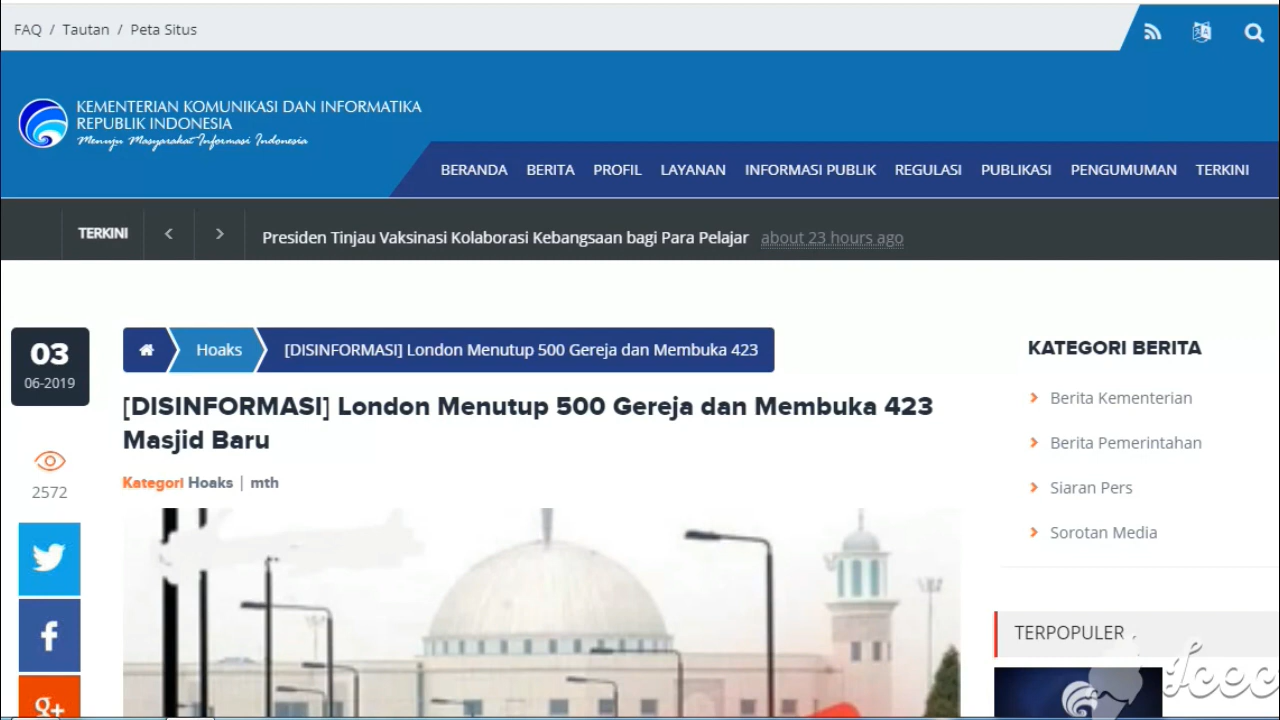 FAQ / Tautan / Peta Situs
KEMENTERIAN KOMUNIKASI DAN INFORMATIKA
REPUBLIK INDONESIA
Menuju Masyarakat Informasi Indonesia
BERANDA BERITA PROFIL LAYANAN INFORMASI PUBLIK REGULASI PUBLIKASI PENGUMUMAN TERKINI
TERKINI < > Presiden Tinjau Vaksinasi Kolaborasi Kebangsaan bagi Para Pelajar about 23 hours ago
03
06-2019
2572
Hoaks [DISINFORMASI] London Menutup 500 Gereja dan Membuka 423
[DISINFORMASI] London Menutup 500 Gereja dan Membuka 423
Masjid Baru
Kategori Hoaks | mth
g+
KATEGORI BERITA
Berita Kementerian
Berita Pemerintahan
Siaran Pers
Sorotan Media
TERPOPULER